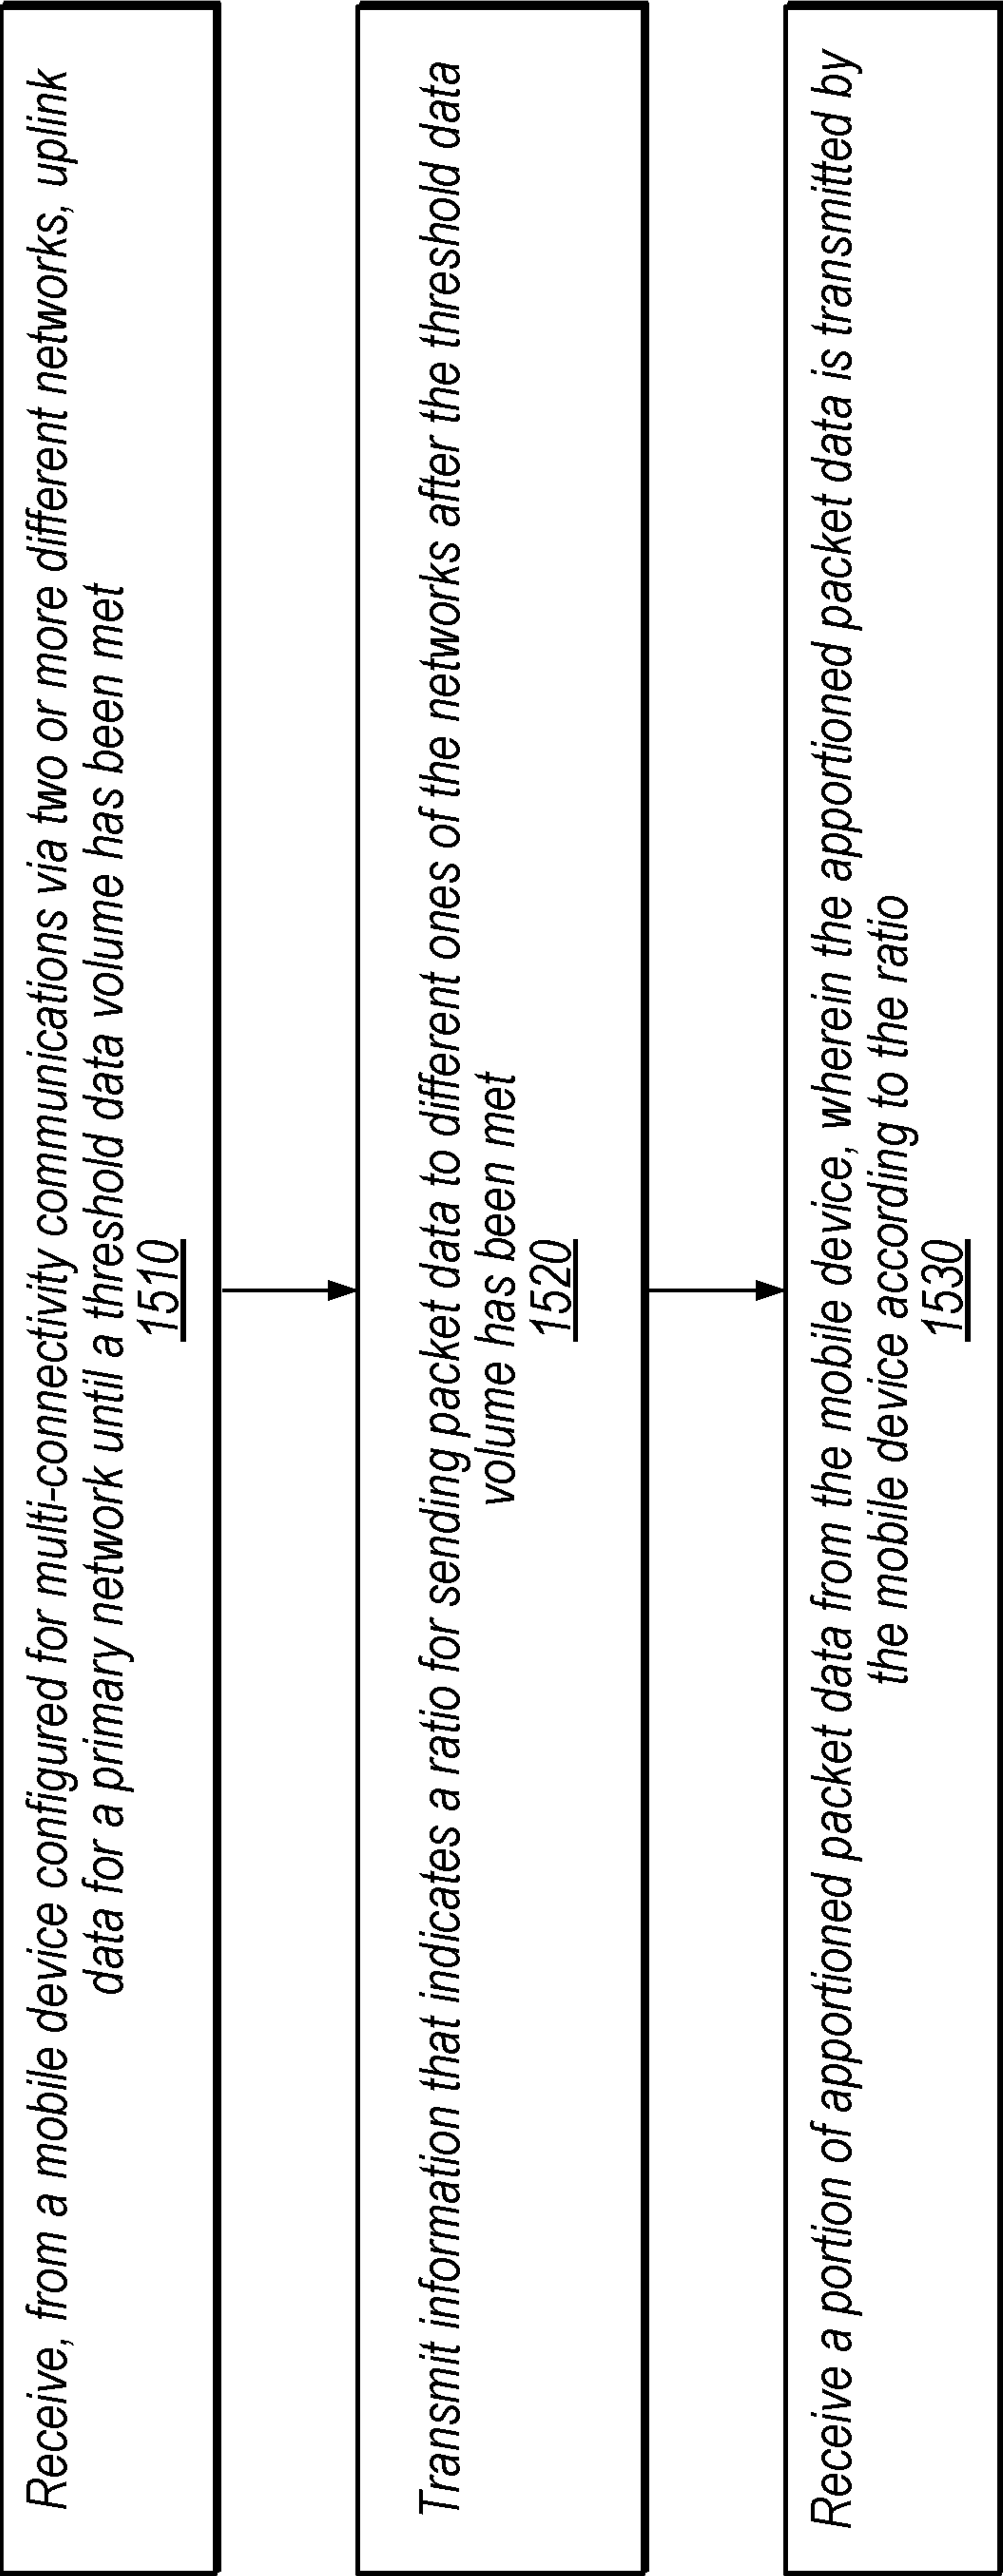 Receive, from a mobile device configured for multi-connectivity communications via two or more different networks, uplink
data for a primary network until a threshold data volume has been met
1510
Transmit information that indicates a ratio for sending packet data to different ones of the networks after the threshold data
volume has been met
1520
Receive a portion of apportioned packet data from the mobile device, wherein the apportioned packet data is transmitted by
the mobile device according to the ratio
1530